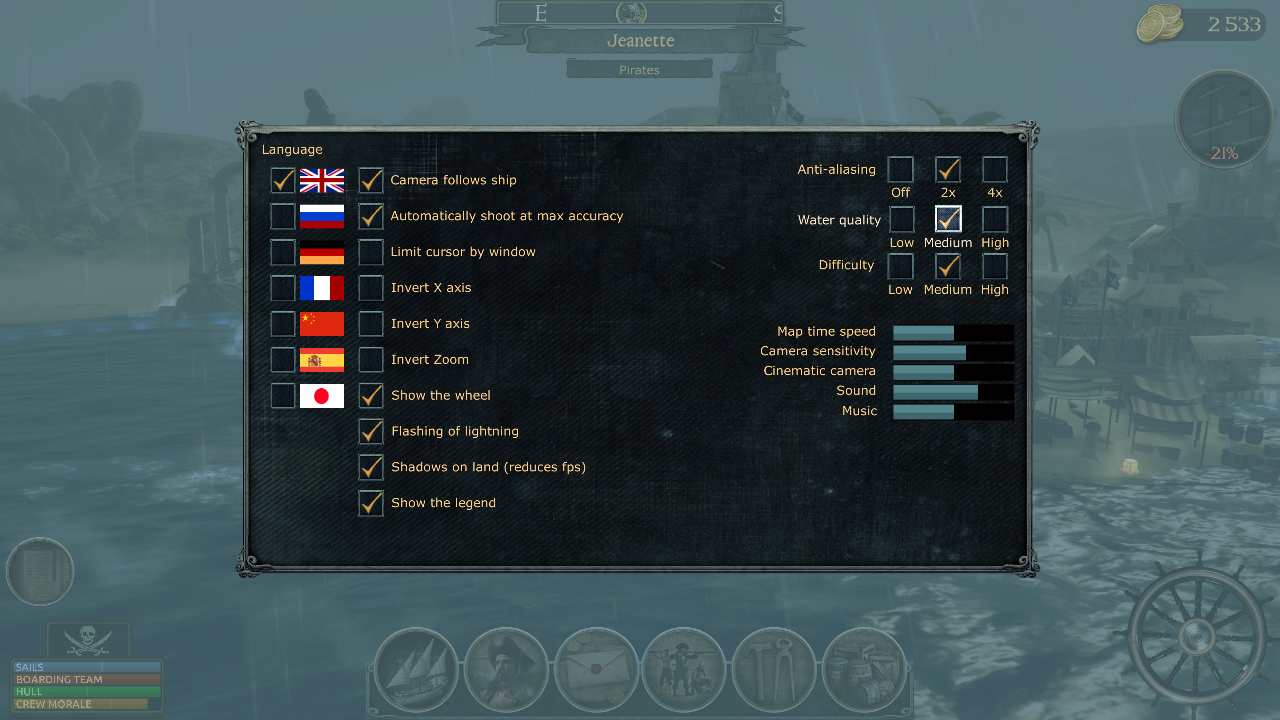 E
S
Jeanette
Pirates
2 533
-21%
Language
Camera follows ship
Automatically shoot at max accuracy
Limit cursor by window
Invert X axis
Invert Y axis
Invert Zoom
Show the wheel
Flashing of lightning
Shadows on land (reduces fps)
Show the legend
Anti-aliasing
Off 2x 4x
Water quality
Low Medium High
Difficulty
Low Medium High
Map time speed
Camera sensitivity
Cinematic camera
Sound
Music
SAILS
BOARDING TEAM
HULL
CREW MORALE